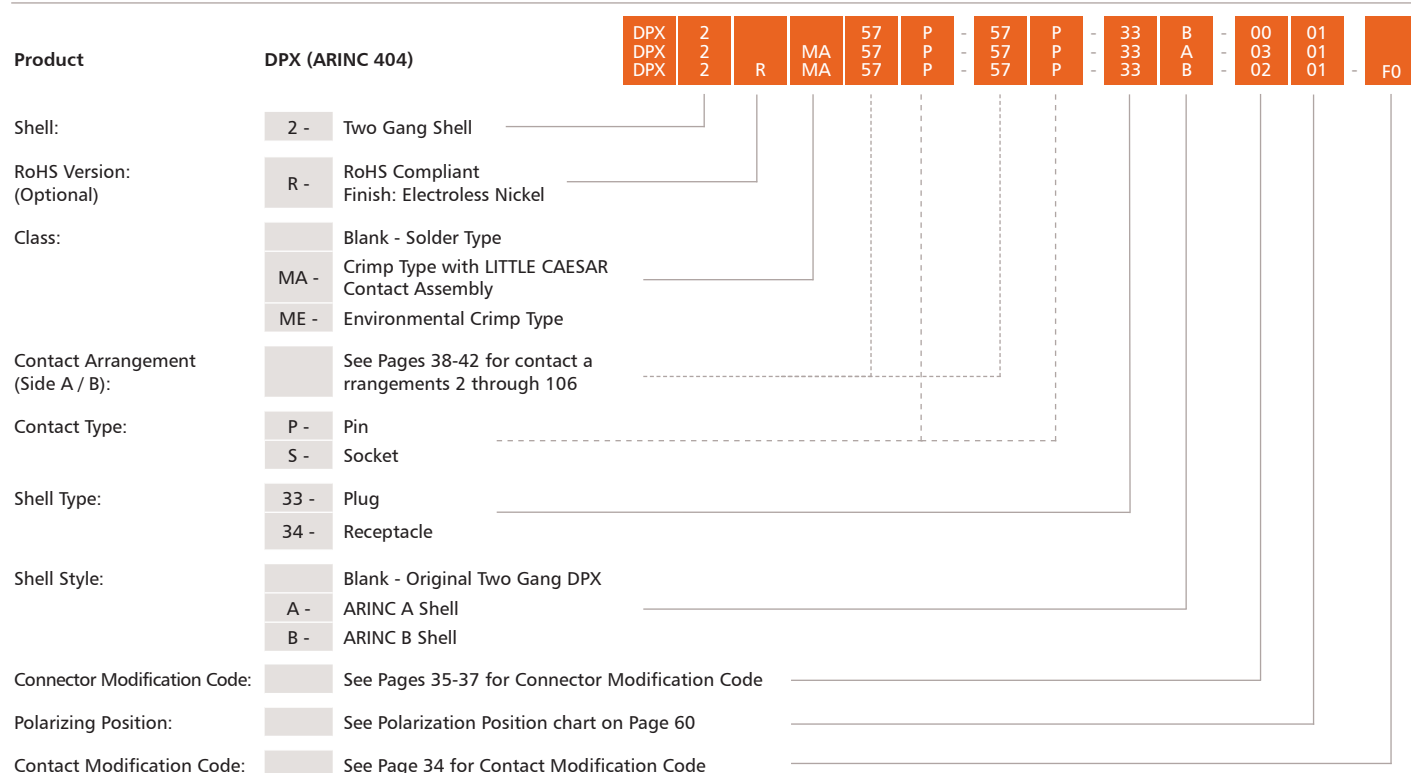 DPX 2 57 P - 57 P - 33 B - 00 01
Product DPX (ARINC 404) DPX 2 MA 57 P - 57 P - 33 A - 03 01
DPX 2 R MA 57 P - 57 P - 33 B - 02 01 - F0
Shell: 2 - Two Gang Shell
RoHS Version: R - RoHS Compliant
(Optional) Finish: Electroless Nickel
Class: Blank - Solder Type
MA - Crimp Type with LITTLE CAESAR
Contact Assembly
ME - Environmental Crimp Type
Contact Arrangement See Pages 38-42 for contact a
(Side A / B): rrangements 2 through 106
Contact Type: P - Pin
S - Socket
Shell Type: 33 - Plug
34 - Receptacle
Shell Style: Blank - Original Two Gang DPX
A - ARINC A Shell
B - ARINC B Shell
Connector Modification Code: See Pages 35-37 for Connector Modification Code
Polarizing Position: See Polarization Position chart on Page 60
Contact Modification Code: See Page 34 for Contact Modification Code